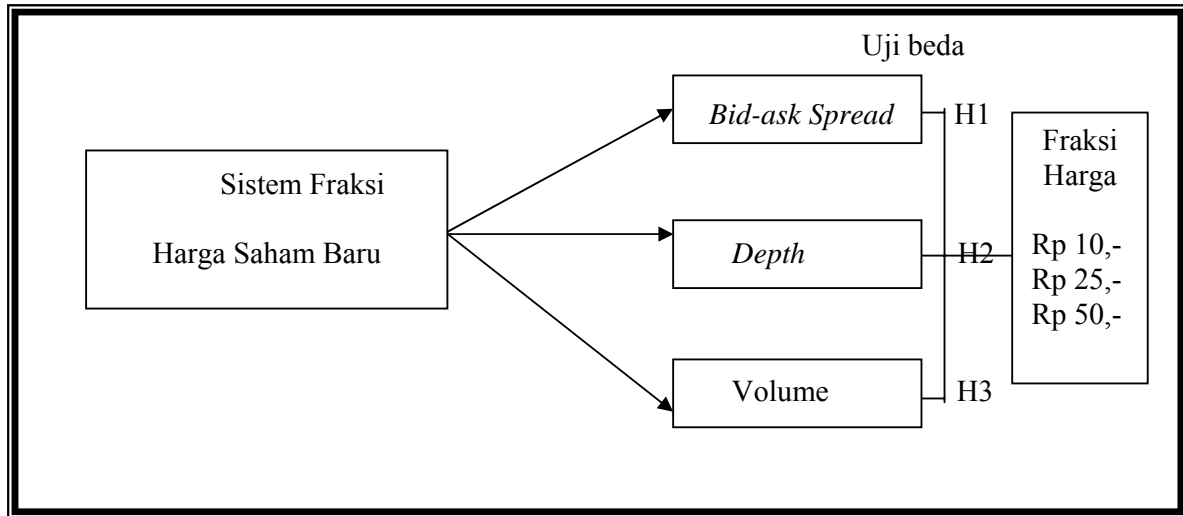 Uji beda
Bid-ask Spread
H1
Sistem Fraksi
Harga Saham Baru
Depth
H2
Volume
H3
Fraksi
Harga
Rp 10,-
Rp 25,-
Rp 50,-